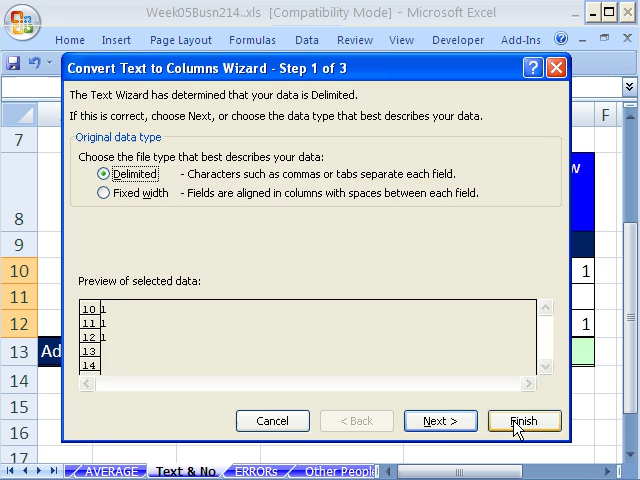 Week05Busn214..xls [Compatibility Mode] - Microsoft Excel
Home Insert Page Layout Formulas Data Review View Developer Add-Ins
Convert Text to Columns Wizard - Step 1 of 3
The Text Wizard has determined that your data is Delimited.
If this is correct, choose Next, or choose the data type that best describes your data.
Original data type
Choose the file type that best describes your data:
Delimited - Characters such as commas or tabs separate each field.
Fixed width - Fields are aligned in columns with spaces between each field.
Preview of selected data:
10 1
11 1
12 1
13
14
Cancel < Back Next > Finish
F
7
w
8
9
10 1
11
12 1
13 Ad
14
15
16
17
AVERAGE Text & No ERRORs Other People